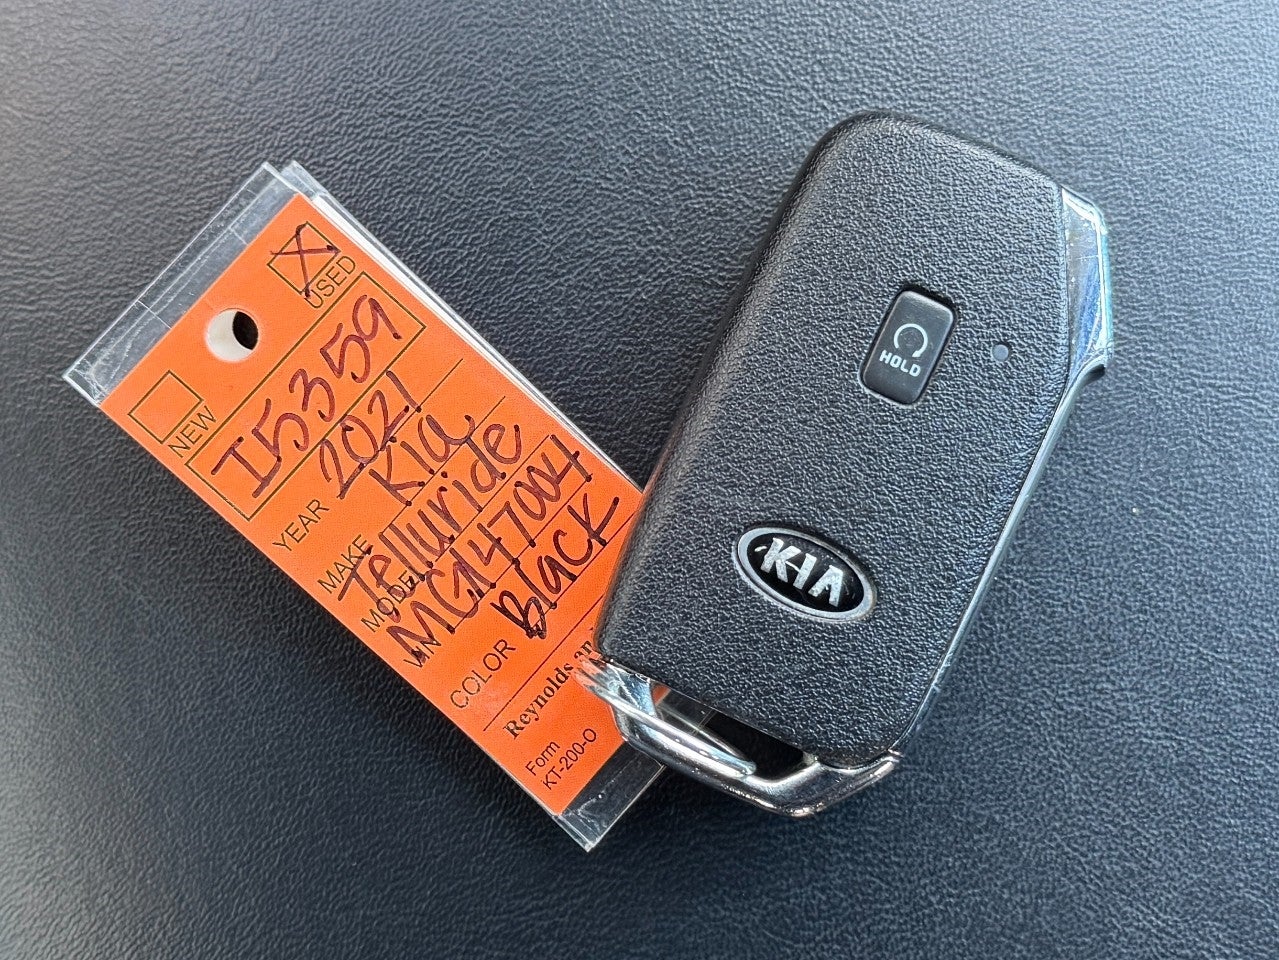 X USED
NEW
I5359
YEAR 2021
MAKE Kia
MODEL Telluride
VIN MG147004
COLOR Black
Reynolds
Form
KT-200-O
HOLD
KIA